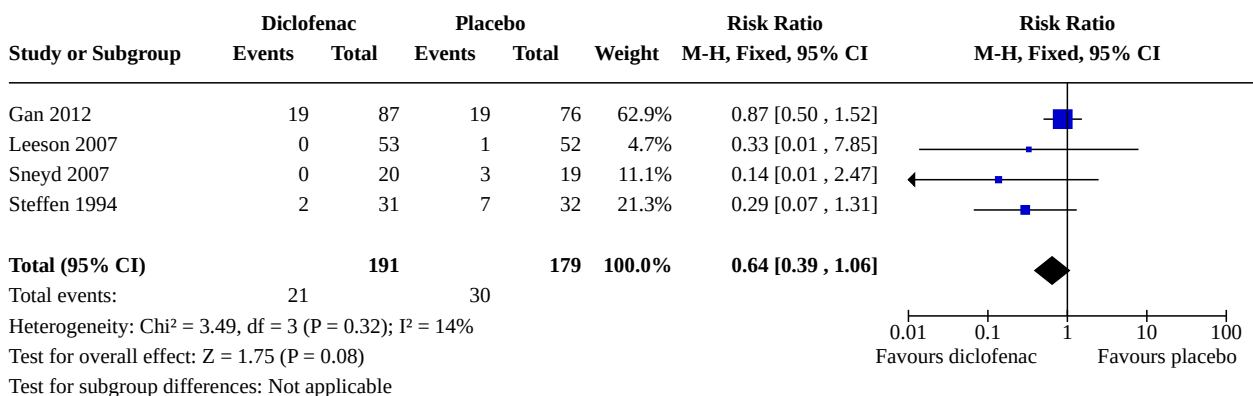 Diclofenac Placebo Risk Ratio Risk Ratio
Study or Subgroup Events Total Events Total Weight M-H, Fixed, 95% CI M-H, Fixed, 95% CI
Gan 2012 19 87 19 76 62.9% 0.87 [0.50 , 1.52]
Leeson 2007 0 53 1 52 4.7% 0.33 [0.01 , 7.85]
Sneyd 2007 0 20 3 19 11.1% 0.14 [0.01 , 2.47]
Steffen 1994 2 31 7 32 21.3% 0.29 [0.07 , 1.31]
Total (95% CI) 191 179 100.0% 0.64 [0.39 , 1.06]
Total events: 21 30
Heterogeneity: Chi² = 3.49, df = 3 (P = 0.32); I² = 14%
0.01 0.1 1 10 100
Test for overall effect: Z = 1.75 (P = 0.08)
Favours diclofenac Favours placebo
Test for subgroup differences: Not applicable